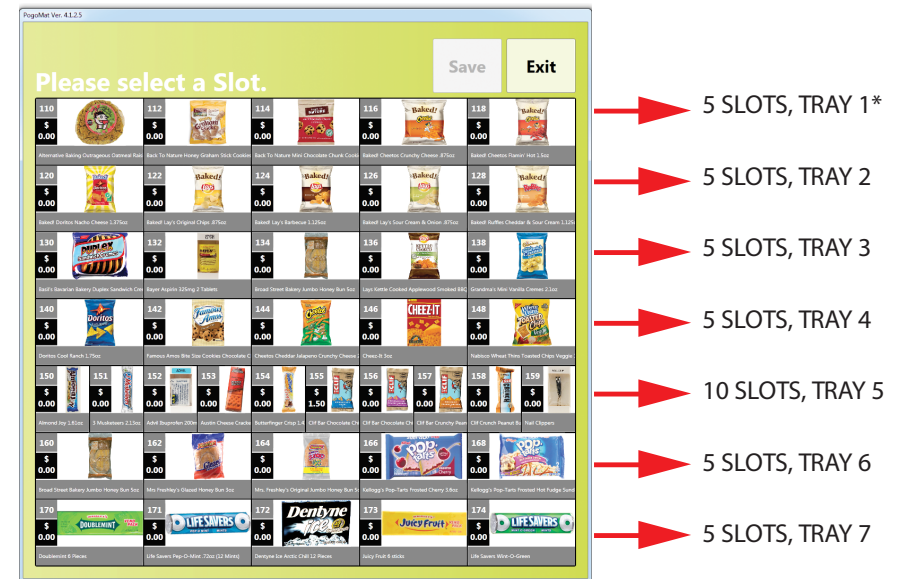 PogoMat Ver. 4.1.2.5
Please select a Slot.
Save
Exit
110 112 114 116 118
$ 0.00 $ 0.00 $ 0.00 $ 0.00 $ 0.00
Alternative Baking Outrageous Oatmeal Rais Back To Nature Honey Graham Stick Cookies Back To Nature Mini Chocolate Chunk Cooki Baked! Cheetos Crunchy Cheese .875oz Baked! Cheetos Flamin' Hot 1.5oz
5 SLOTS, TRAY 1*
120 122 124 126 128
$ 0.00 $ 0.00 $ 0.00 $ 0.00 $ 0.00
Baked! Doritos Nacho Cheese 1.375oz Baked! Lay's Original Chips .875oz Baked! Lay's Barbecue 1.125oz Baked! Lay's Sour Cream & Onion .875oz Baked! Ruffles Cheddar & Sour Cream 1.125
5 SLOTS, TRAY 2
130 132 134 136 138
$ 0.00 $ 0.00 $ 0.00 $ 0.00 $ 0.00
Basil's Bavarian Bakery Duplex Sandwich Cre Bayer Aspirin 325mg 2 Tablets Broad Street Bakery Jumbo Honey Bun 5oz Lays Kettle Cooked Applewood Smoked BBQ Grandma's Mini Vanilla Cremes 2.1oz
5 SLOTS, TRAY 3
140 142 144 146 148
$ 0.00 $ 0.00 $ 0.00 $ 0.00 $ 0.00
Doritos Cool Ranch 1.75oz Famous Amos Bite Size Cookies Chocolate C Cheetos Cheddar Jalapeno Crunchy Cheese Cheez-It 3oz Nabisco Wheat Thins Toasted Chips Veggie
5 SLOTS, TRAY 4
150 151 152 153 154 155 156 157 158 159
$ 0.00 $ 0.00 $ 0.00 $ 0.00 $ 0.00 $ 1.50 $ 0.00 $ 0.00 $ 0.00 $ 0.00
Almond Joy 1.61oz 3 Musketeers 2.13oz Advil Ibuprofen 200m Austin Cheese Cracke Butterfinger Crisp 1.4 Clif Bar Chocolate Chi Clif Bar Chocolate Chi Clif Bar Crunchy Pean Clif Crunch Peanut Bu Nail Clippers
10 SLOTS, TRAY 5
160 162 164 166 168
$ 0.00 $ 0.00 $ 0.00 $ 0.00 $ 0.00
Broad Street Bakery Jumbo Honey Bun 5oz Mrs Freshley's Glazed Honey Bun 3oz Mrs. Freshley's Original Jumbo Honey Bun 5 Kellogg's Pop-Tarts Frosted Cherry 3.6oz Kellogg's Pop-Tarts Frosted Hot Fudge Sund
5 SLOTS, TRAY 6
170 171 172 173 174
$ 0.00 $ 0.00 $ 0.00 $ 0.00 $ 0.00
DOUBLEMINT LIFE SAVERS Dentyne ice Juicy Fruit LIFE SAVERS
Doublemint 6 Pieces Life Savers Pep-O-Mint .72oz (12 Mints) Dentyne Ice Arctic Chill 12 Pieces Juicy Fruit 6 sticks Life Savers Wint-O-Green
5 SLOTS, TRAY 7